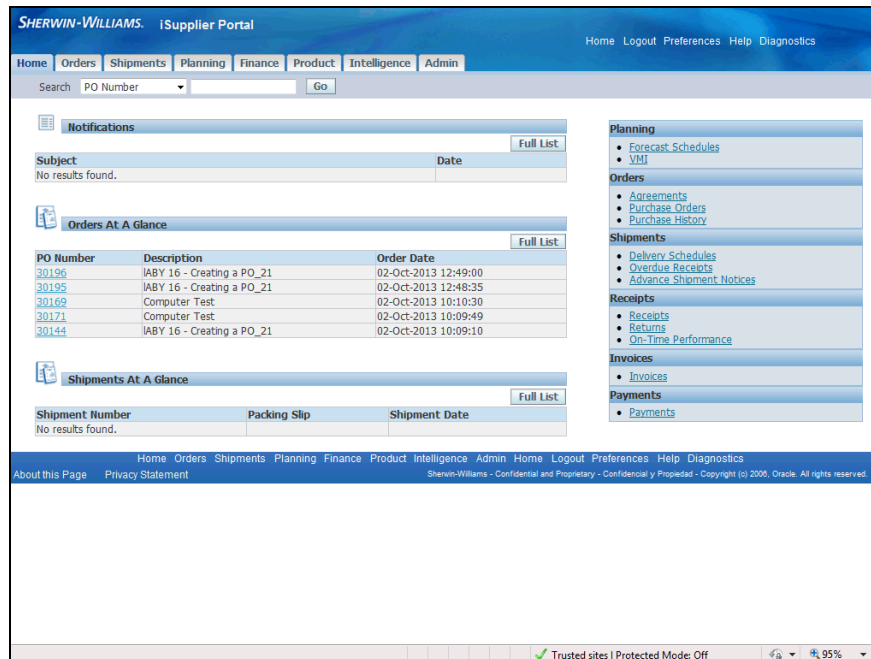 SHERWIN-WILLIAMS. iSupplier Portal
Home Logout Preferences Help Diagnostics
Home Orders Shipments Planning Finance Product Intelligence Admin
Search PO Number Go
Notifications
Full List
Subject Date
No results found.
Orders At A Glance
Full List
PO Number Description Order Date
30196 IABY 16 - Creating a PO_21 02-Oct-2013 12:49:00
30195 IABY 16 - Creating a PO_21 02-Oct-2013 12:48:35
30169 Computer Test 02-Oct-2013 10:10:30
30171 Computer Test 02-Oct-2013 10:09:49
30144 IABY 16 - Creating a PO_21 02-Oct-2013 10:09:10
Shipments At A Glance
Full List
Shipment Number Packing Slip Shipment Date
No results found.
Planning
Forecast Schedules
VMI
Orders
Agreements
Purchase Orders
Purchase History
Shipments
Delivery Schedules
Overdue Receipts
Advance Shipment Notices
Receipts
Receipts
Returns
On-Time Performance
Invoices
Invoices
Payments
Payments
Home Orders Shipments Planning Finance Product Intelligence Admin Home Logout Preferences Help Diagnostics
About this Page Privacy Statement Sherwin-Williams - Confidential and Proprietary - Confidencial y Propiedad - Copyright (c) 2006, Oracle. All rights reserved.
Trusted sites | Protected Mode: Off 95%